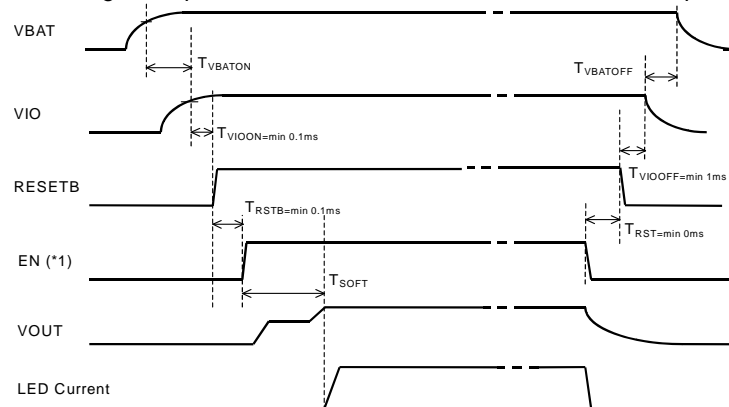 VBAT
TVBATON
TVBATOFF
VIO
TVIOON=min 0.1ms
TVIOOFF=min 1ms
RESETB
TRSTB=min 0.1ms
TRST=min 0ms
EN (*1)
TSOFT
VOUT
LED Current